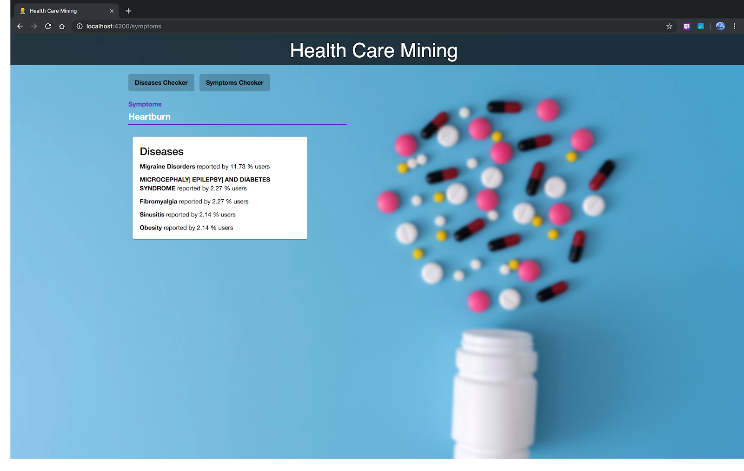 Health Care Mining
localhost:4200/symptoms
Health Care Mining
Diseases Checker Symptoms Checker
Symptoms
Heartburn
Diseases
Migraine Disorders reported by 11.73 % users
MICROCEPHALY| EPILEPSY| AND DIABETES
SYNDROME reported by 2.27 % users
Fibromyalgia reported by 2.27 % users
Sinusitis reported by 2.14 % users
Obesity reported by 2.14 % users